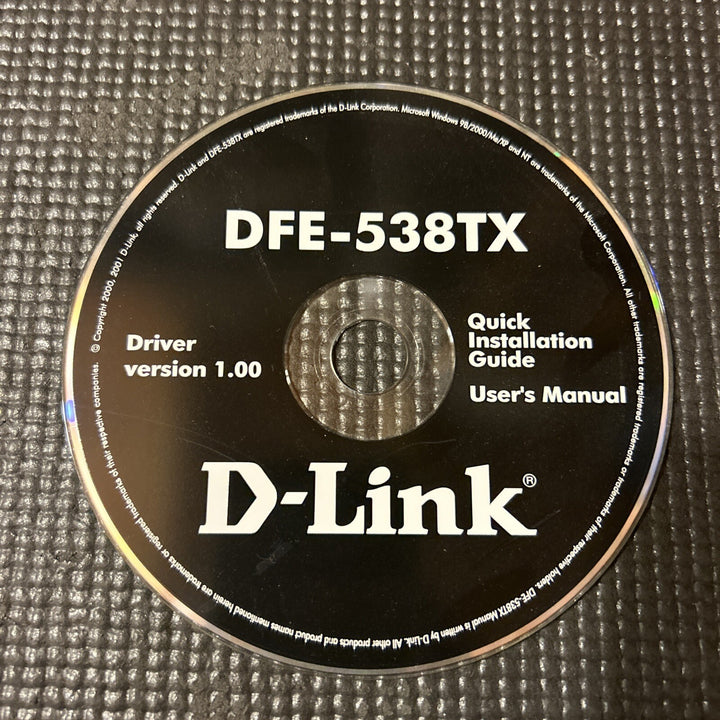 © Copyright 2000, 2001 D-Link, all rights reserved. D-Link and DFE-538TX are registered trademarks of the D-Link Corporation. Microsoft Windows 98/2000/Me/XP and NT are trademarks of the Microsoft Corporation. All other trademarks are registered trademarks or trademarks of their respective holders. DFE-538TX Manual is written by D-Link. All other products and product names mentioned herein are trademarks or registered trademarks of their respective companies.
DFE-538TX
Driver
version 1.00
Quick
Installation
Guide
User's Manual
D-Link®